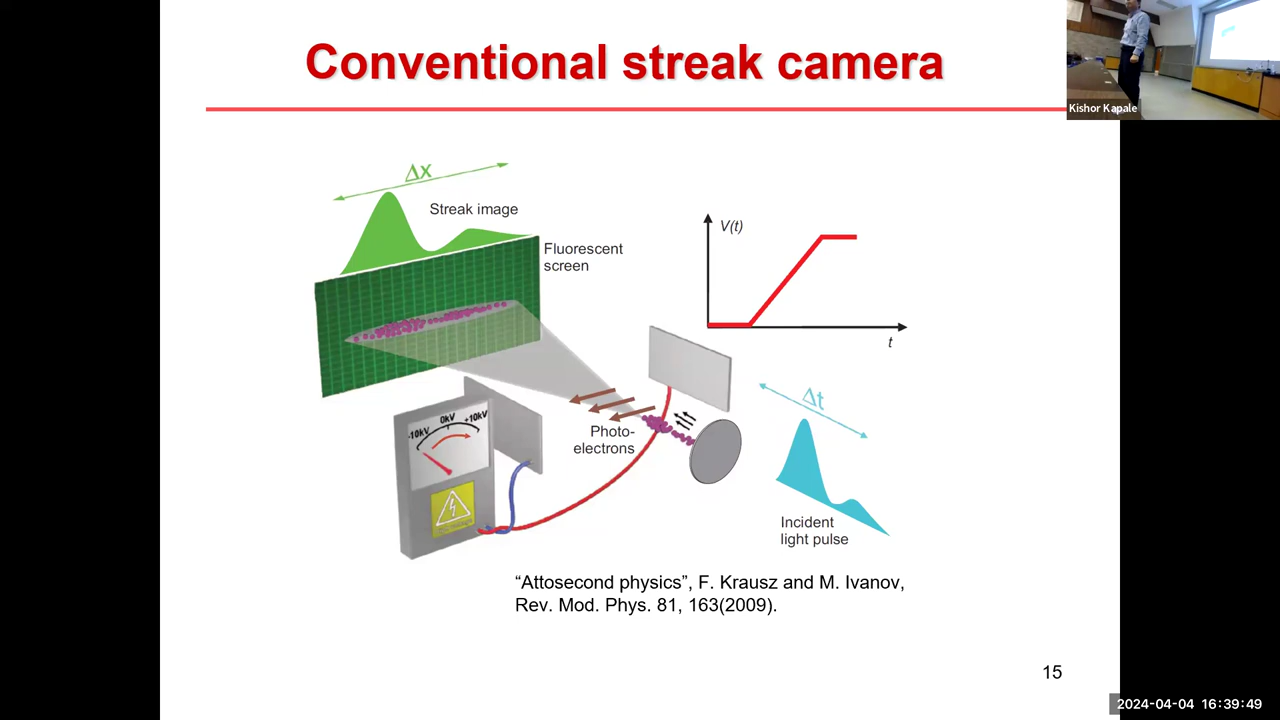 Conventional streak camera
Kishor Kapale
Δx
Streak image
Fluorescent
screen
V(t)
t
-10kV
0kV
+10kV
Photo-
electrons
Δt
Incident
light pulse
“Attosecond physics”, F. Krausz and M. Ivanov,
Rev. Mod. Phys. 81, 163(2009).
15
2024-04-04 16:39:49